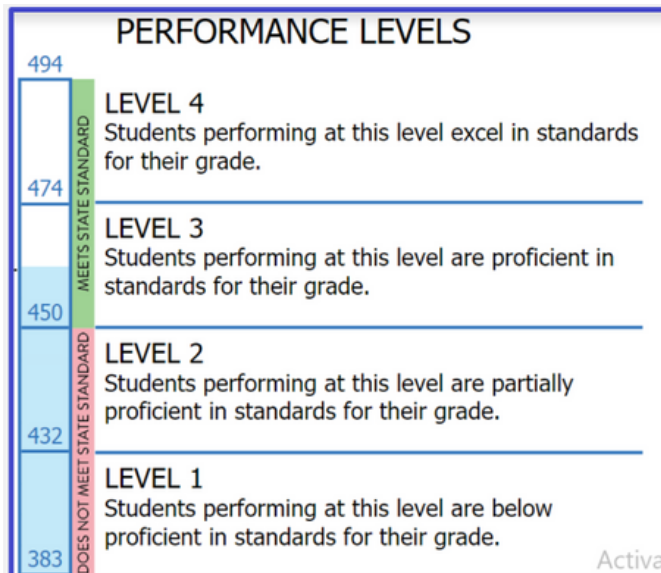 PERFORMANCE LEVELS
494
MEETS STATE STANDARD
LEVEL 4
Students performing at this level excel in standards
for their grade.
474
LEVEL 3
Students performing at this level are proficient in
standards for their grade.
450
DOES NOT MEET STATE STANDARD
LEVEL 2
Students performing at this level are partially
proficient in standards for their grade.
432
LEVEL 1
Students performing at this level are below
proficient in standards for their grade.
383
Activa